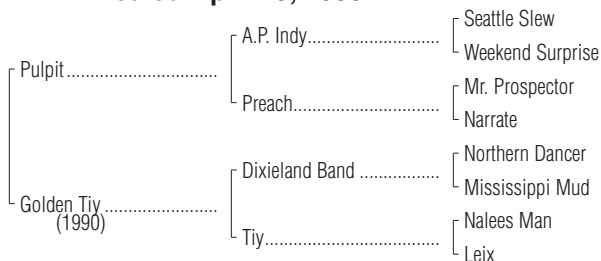 Seattle Slew
A.P. Indy
Weekend Surprise
Pulpit
Mr. Prospector
Preach
Narrate
Northern Dancer
Dixieland Band
Mississippi Mud
Golden Tiy
(1990)
Nalees Man
Tiy
Leix